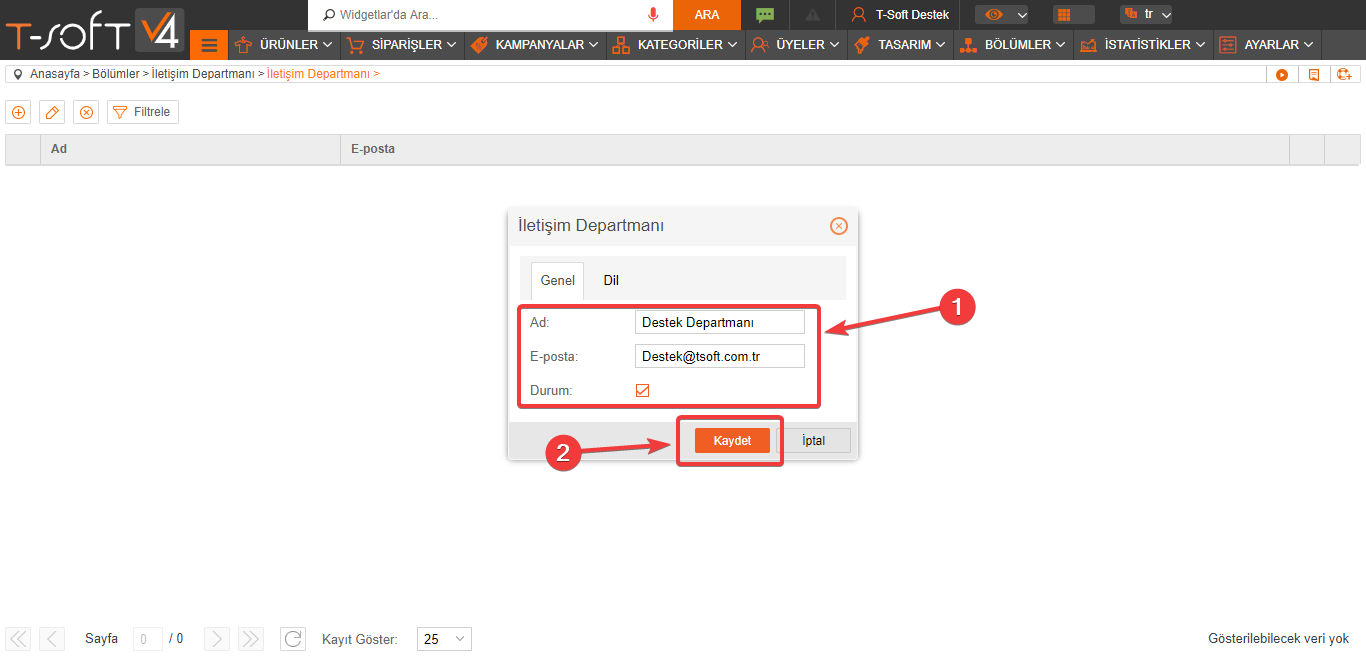 T-SOFT V4
Widgetlar'da Ara...
ARA
T-Soft Destek
tr
ÜRÜNLER
SİPARİŞLER
KAMPANYALAR
KATEGORİLER
ÜYELER
TASARIM
BÖLÜMLER
İSTATİSTİKLER
AYARLAR
Anasayfa > Bölümler > İletişim Departmanı > İletişim Departmanı >
Filtrele
Ad
E-posta
İletişim Departmanı
Genel
Dil
Ad: Destek Departmanı
1
E-posta: Destek@tsoft.com.tr
Durum:
2
Kaydet
İptal
Sayfa 0 / 0
Kayıt Göster: 25
Gösterilebilecek veri yok